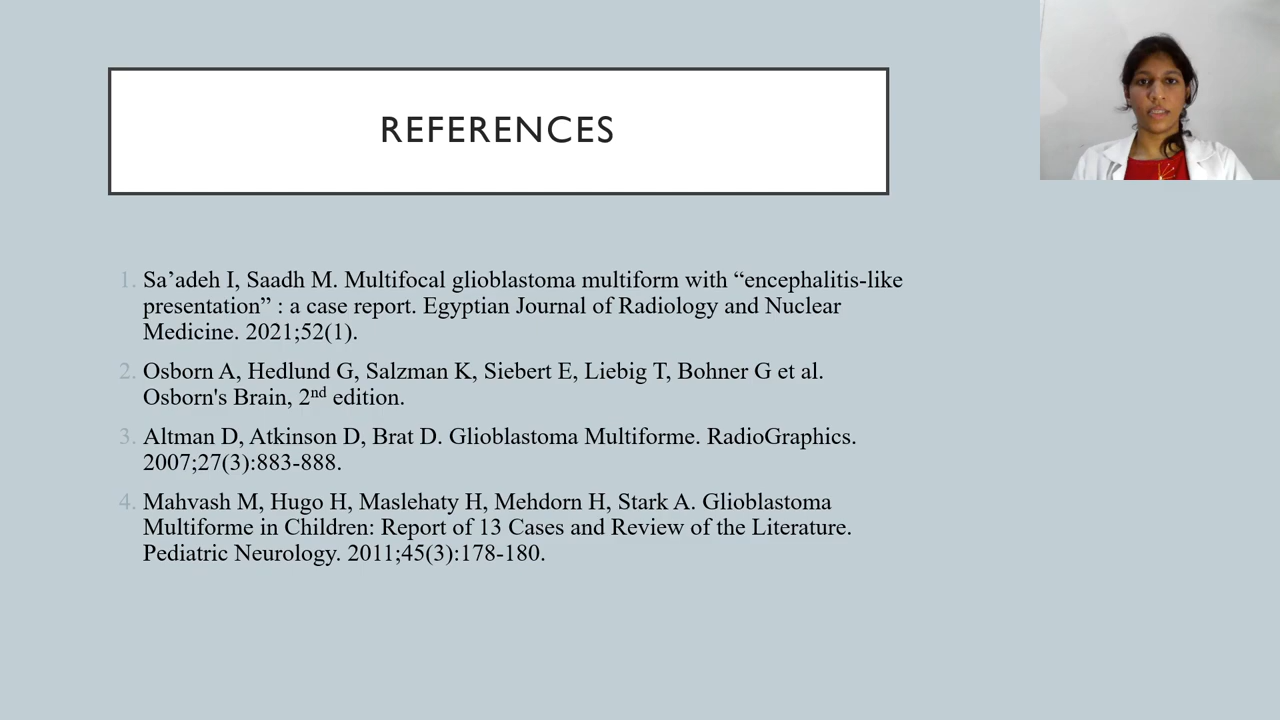 REFERENCES
1. Sa’adeh I, Saadh M. Multifocal glioblastoma multiform with “encephalitis-like
presentation” : a case report. Egyptian Journal of Radiology and Nuclear
Medicine. 2021;52(1).
2. Osborn A, Hedlund G, Salzman K, Siebert E, Liebig T, Bohner G et al.
Osborn's Brain, 2nd edition.
3. Altman D, Atkinson D, Brat D. Glioblastoma Multiforme. RadioGraphics.
2007;27(3):883-888.
4. Mahvash M, Hugo H, Maslehaty H, Mehdorn H, Stark A. Glioblastoma
Multiforme in Children: Report of 13 Cases and Review of the Literature.
Pediatric Neurology. 2011;45(3):178-180.